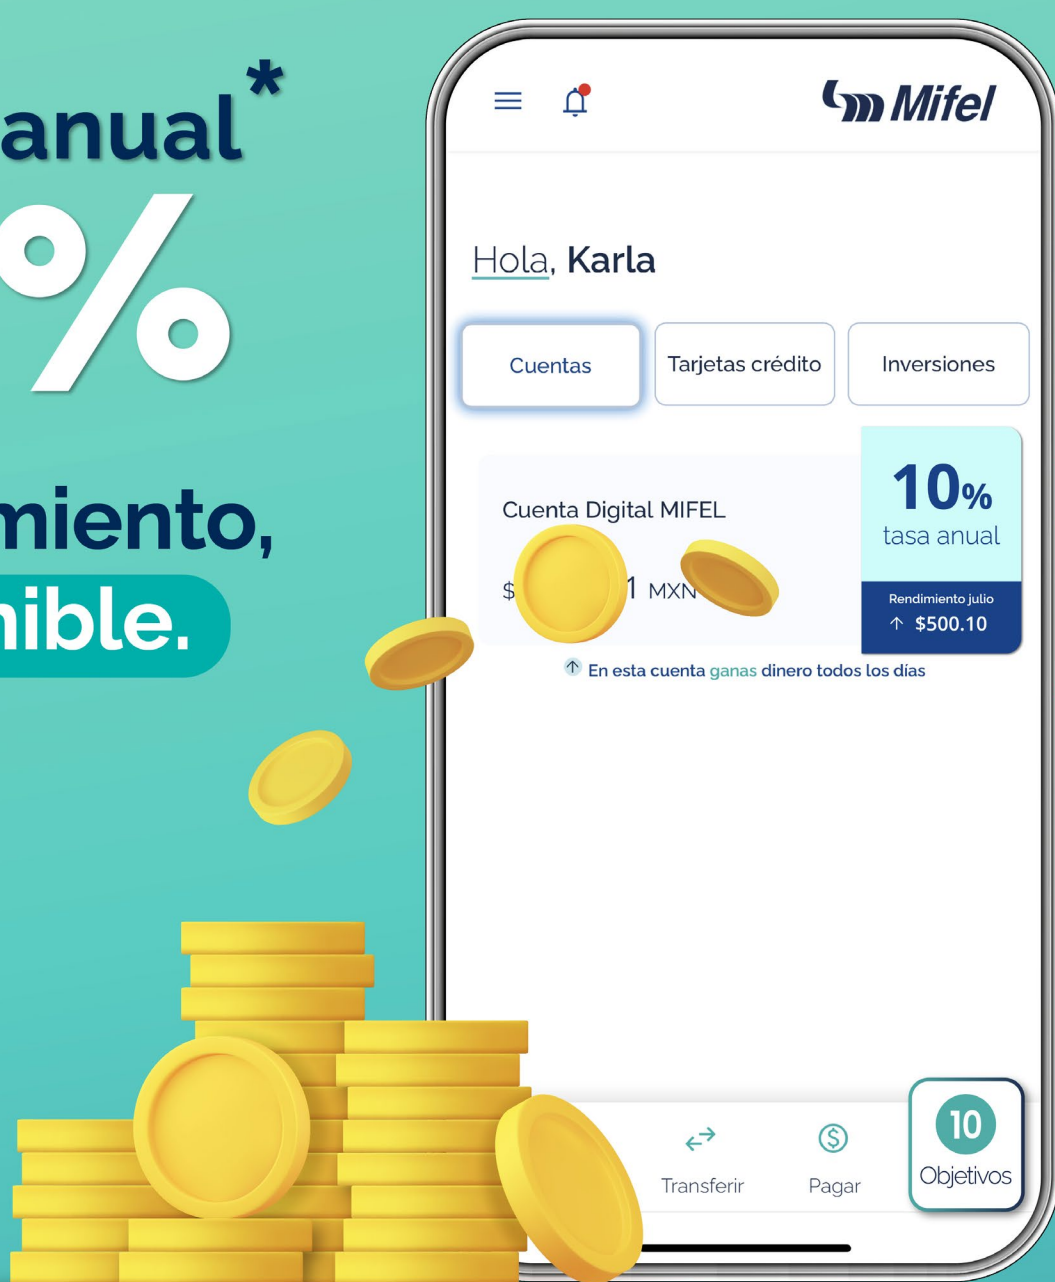 anual*
%
miento,
nible.
Mifel
Hola, Karla
Cuentas
Tarjetas crédito
Inversiones
10%
tasa anual
Cuenta Digital MIFEL
$ 1 MXN
Rendimiento julio
↑ $500.10
↑ En esta cuenta ganas dinero todos los días
Transferir
Pagar
10
Objetivos